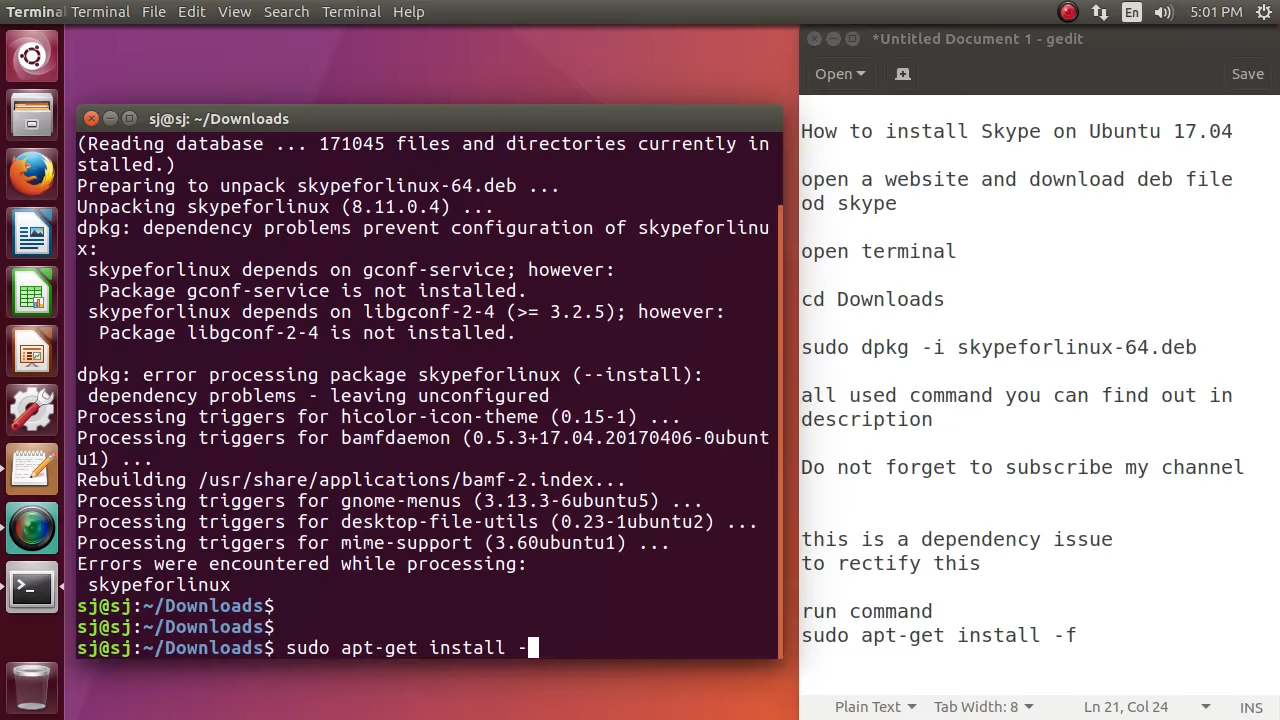 Terminal Terminal File Edit View Search Terminal Help En 5:01 PM
*Untitled Document 1 - gedit
Open Save
sj@sj: ~/Downloads
(Reading database ... 171045 files and directories currently in
stalled.)
Preparing to unpack skypeforlinux-64.deb ...
Unpacking skypeforlinux (8.11.0.4) ...
dpkg: dependency problems prevent configuration of skypeforlinu
x:
skypeforlinux depends on gconf-service; however:
Package gconf-service is not installed.
skypeforlinux depends on libgconf-2-4 (>= 3.2.5); however:
Package libgconf-2-4 is not installed.
dpkg: error processing package skypeforlinux (--install):
dependency problems - leaving unconfigured
Processing triggers for hicolor-icon-theme (0.15-1) ...
Processing triggers for bamfdaemon (0.5.3+17.04.20170406-0ubunt
u1) ...
Rebuilding /usr/share/applications/bamf-2.index...
Processing triggers for gnome-menus (3.13.3-6ubuntu5) ...
Processing triggers for desktop-file-utils (0.23-1ubuntu2) ...
Processing triggers for mime-support (3.60ubuntu1) ...
Errors were encountered while processing:
skypeforlinux
sj@sj:~/Downloads$
sj@sj:~/Downloads$
sj@sj:~/Downloads$ sudo apt-get install -
How to install Skype on Ubuntu 17.04
open a website and download deb file
od skype
open terminal
cd Downloads
sudo dpkg -i skypeforlinux-64.deb
all used command you can find out in
description
Do not forget to subscribe my channel
this is a dependency issue
to rectify this
run command
sudo apt-get install -f
Plain Text Tab Width: 8 Ln 21, Col 24 INS